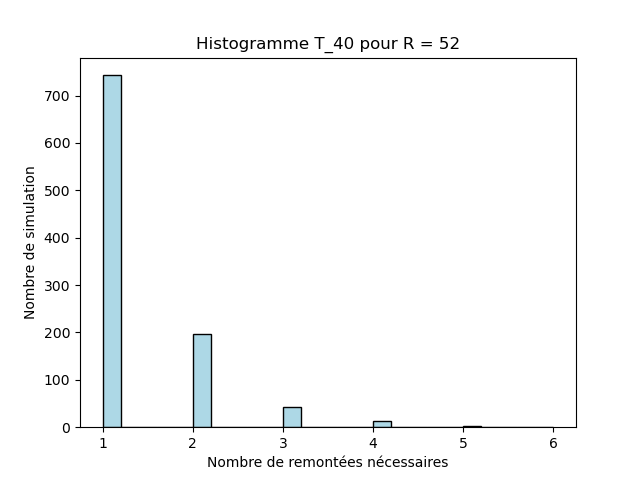 Histogramme T_40 pour R = 52
700
600
500
400
300
200
100
0
Nombre de simulation
1 2 3 4 5 6
Nombre de remontées nécessaires